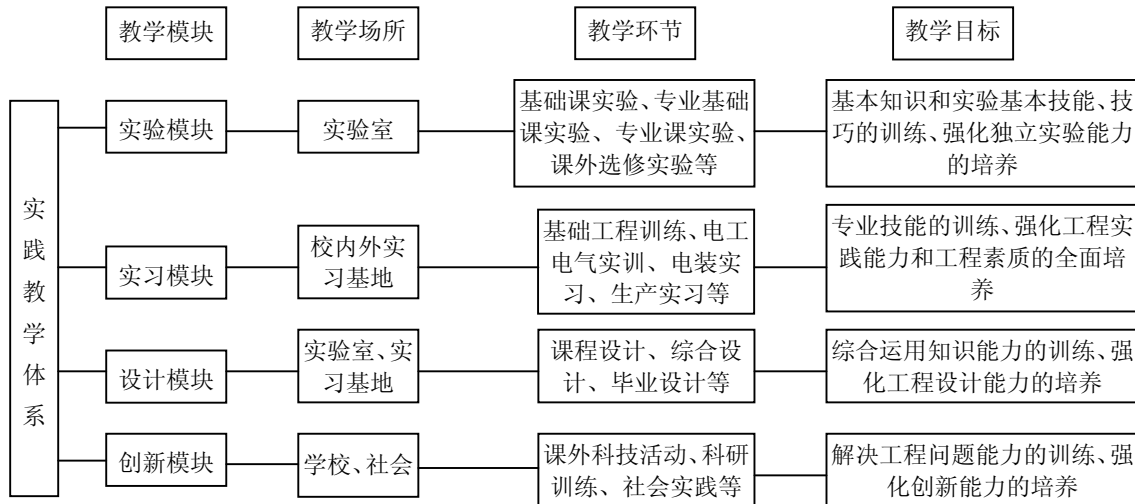 教学模块
教学场所
教学环节
教学目标
实践教学体系
实验模块
实验室
基础课实验、专业基础
课实验、专业课实验、
课外选修实验等
基本知识和实验基本技能、技
巧的训练、强化独立实验能力
的培养
实习模块
校内外实
习基地
基础工程训练、电工
电气实训、电装实
习、生产实习等
专业技能的训练、强化工程实
践能力和工程素质的全面培
养
设计模块
实验室、实
习基地
课程设计、综合设
计、毕业设计等
综合运用知识能力的训练、强
化工程设计能力的培养
创新模块
学校、社会
课外科技活动、科研
训练、社会实践等
解决工程问题能力的训练、强
化创新能力的培养